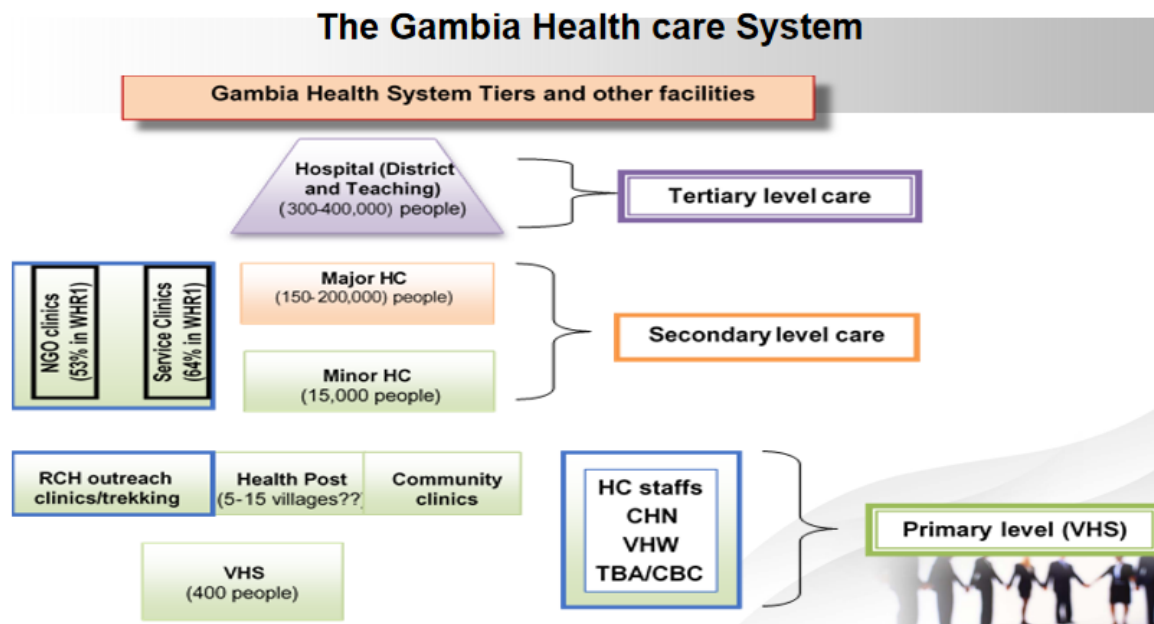 The Gambia Health care System
Gambia Health System Tiers and other facilities
Hospital (District
and Teaching)
(300-400,000) people)
Tertiary level care
NGO clinics
(53% in WHR1)
Service Clinics
(64% in WHR1)
Major HC
(150-200,000) people)
Minor HC
(15,000 people)
Secondary level care
RCH outreach
clinics/trekking
Health Post
(5-15 villages??)
Community
clinics
VHS
(400 people)
HC staffs
CHN
VHW
TBA/CBC
Primary level (VHS)